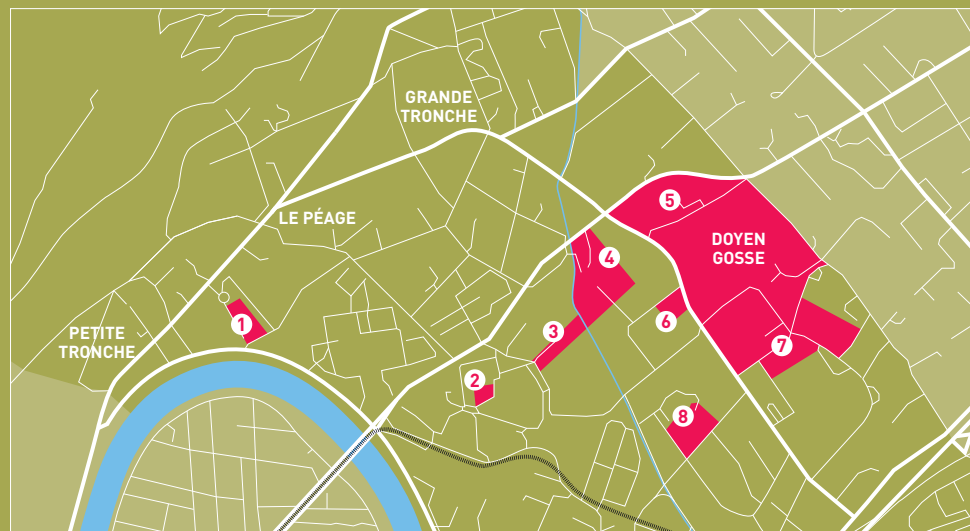 GRANDE
TRONCHE
5
LE PÉAGE
DOYEN
GOSSE
4
1
6
PETITE
TRONCHE
3
7
2
8